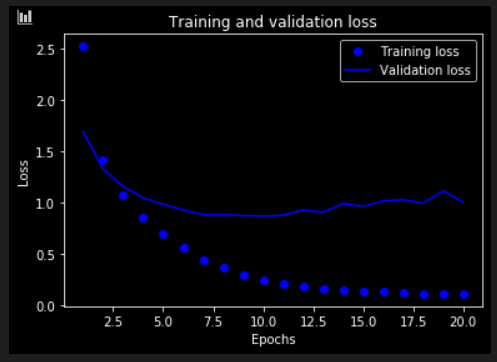 Training and validation loss
Training loss
Validation loss
Loss
2.5
2.0
1.5
1.0
0.5
0.0
2.5 5.0 7.5 10.0 12.5 15.0 17.5 20.0
Epochs